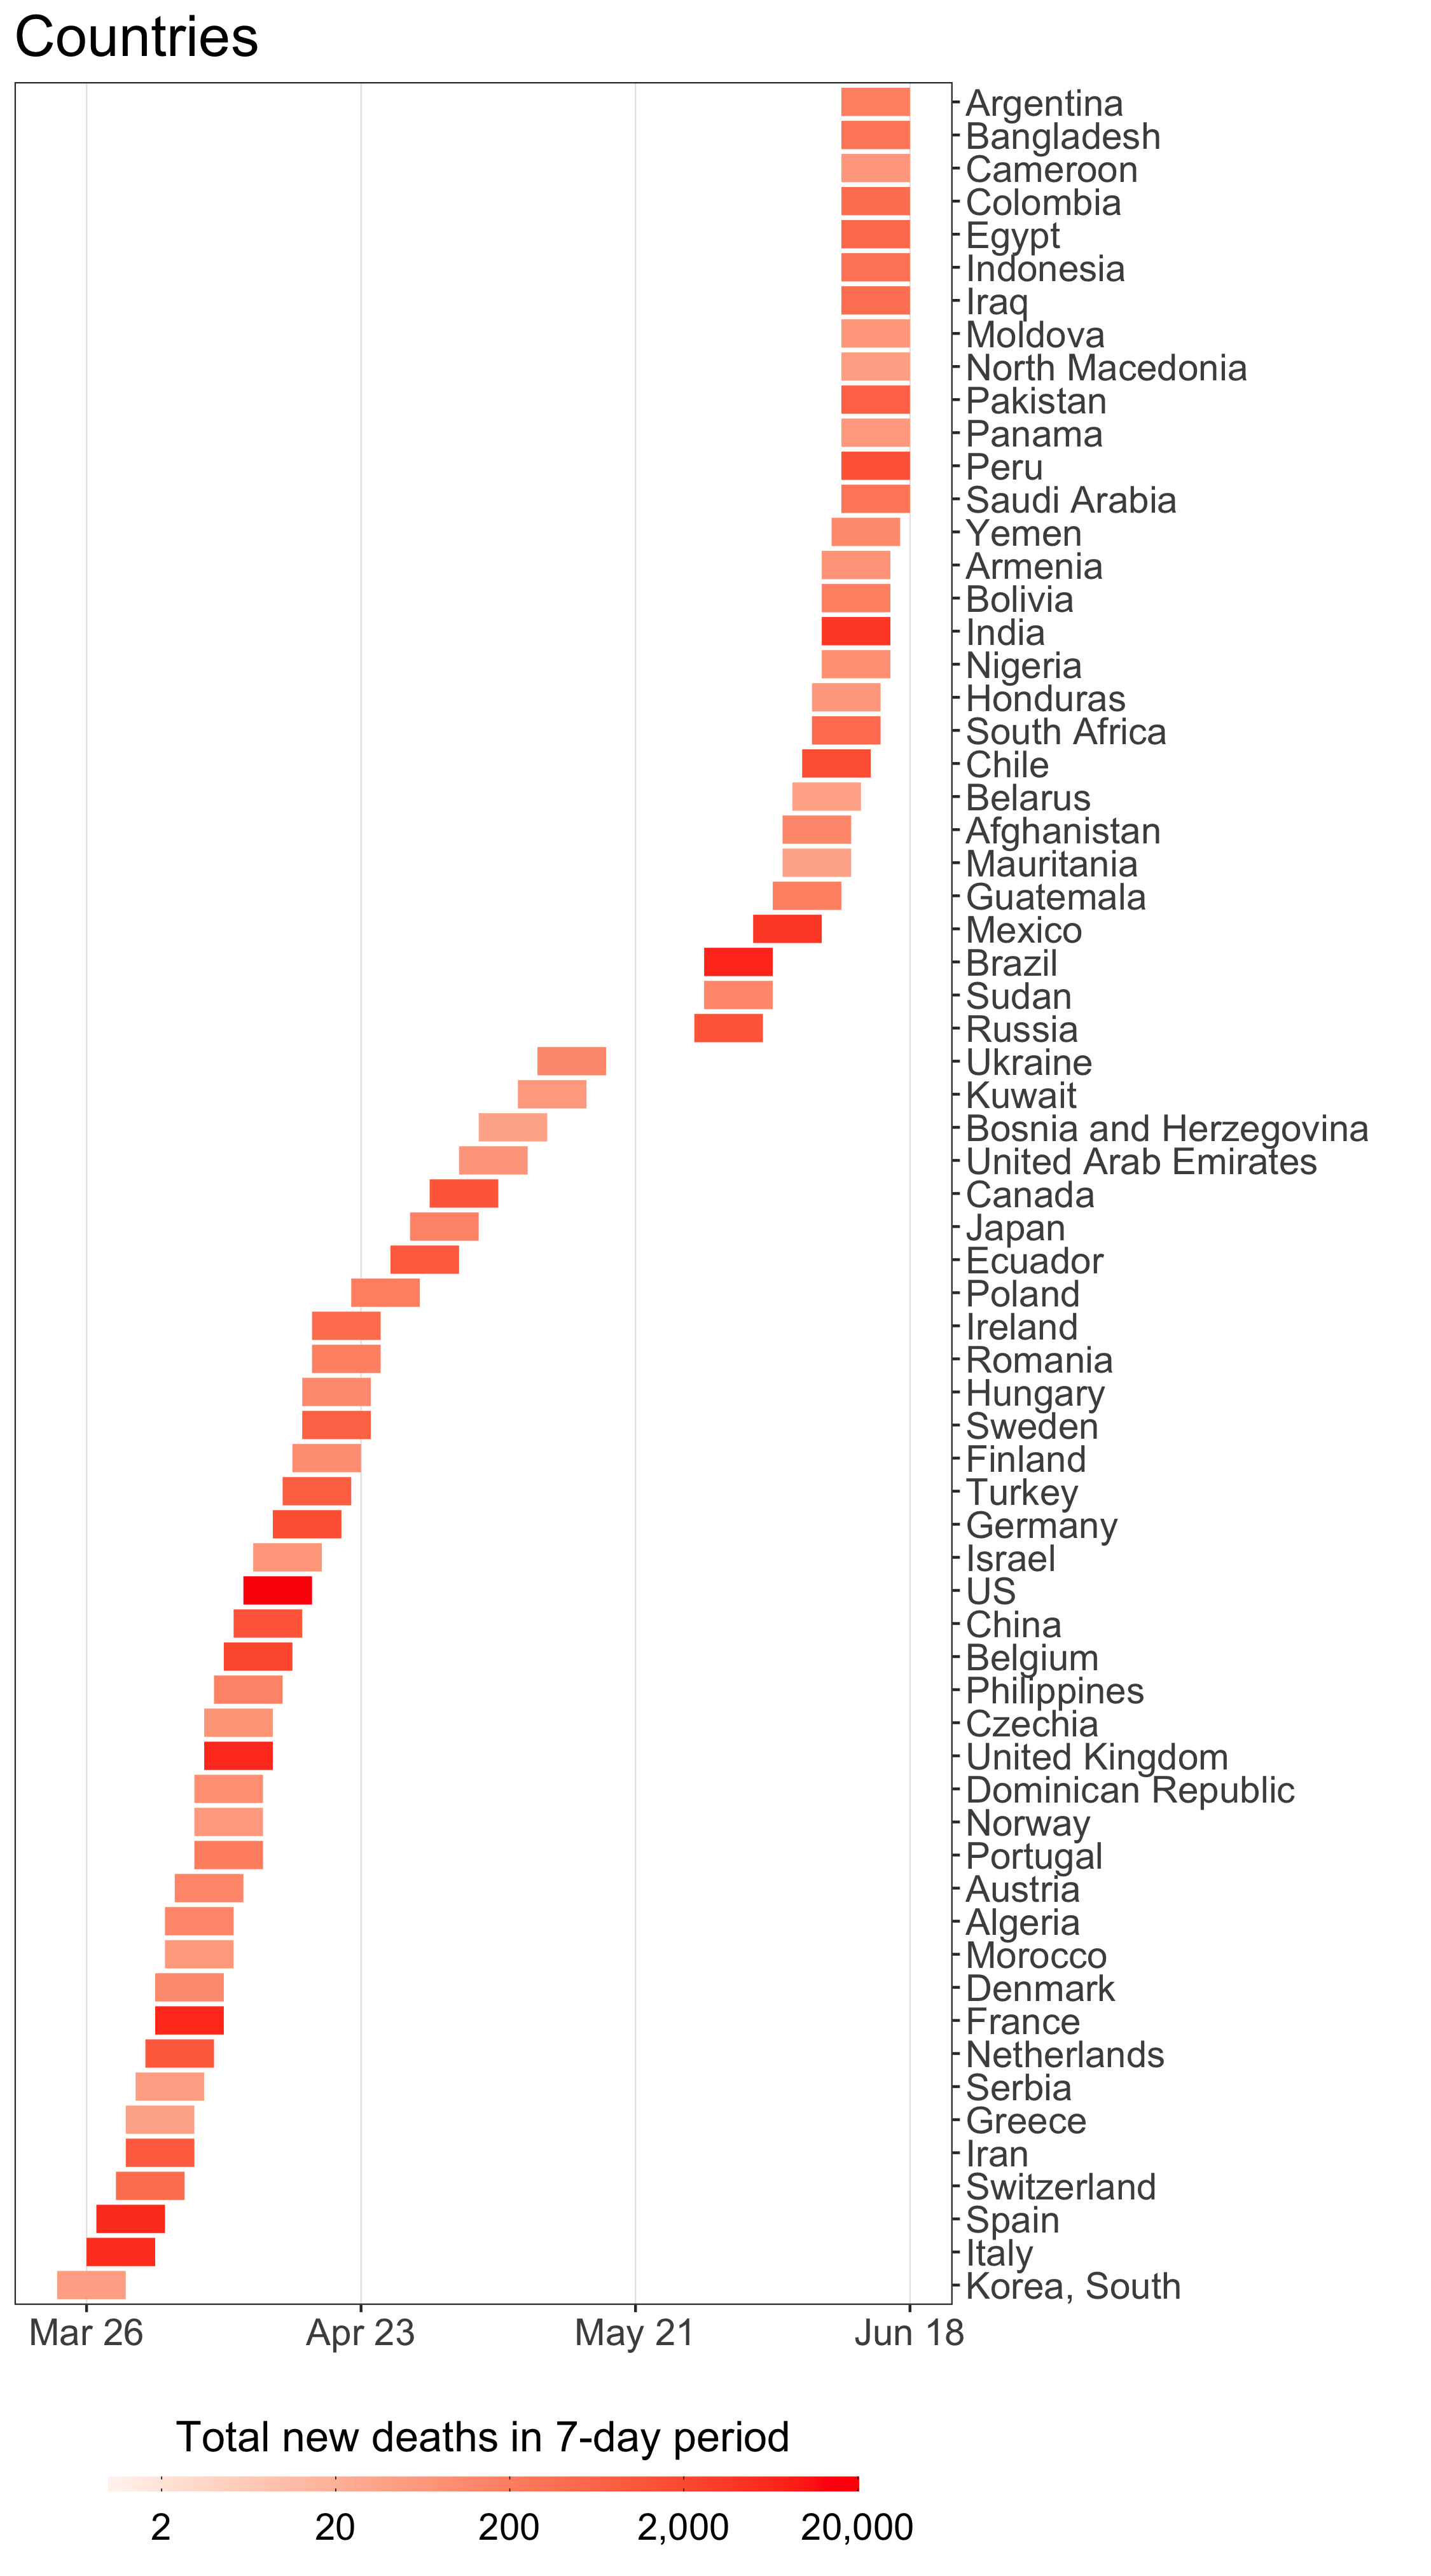 Countries
Argentina
Bangladesh
Cameroon
Colombia
Egypt
Indonesia
Iraq
Moldova
North Macedonia
Pakistan
Panama
Peru
Saudi Arabia
Yemen
Armenia
Bolivia
India
Nigeria
Honduras
South Africa
Chile
Belarus
Afghanistan
Mauritania
Guatemala
Mexico
Brazil
Sudan
Russia
Ukraine
Kuwait
Bosnia and Herzegovina
United Arab Emirates
Canada
Japan
Ecuador
Poland
Ireland
Romania
Hungary
Sweden
Finland
Turkey
Germany
Israel
US
China
Belgium
Philippines
Czechia
United Kingdom
Dominican Republic
Norway
Portugal
Austria
Algeria
Morocco
Denmark
France
Netherlands
Serbia
Greece
Iran
Switzerland
Spain
Italy
Korea, South
Mar 26 Apr 23 May 21 Jun 18
Total new deaths in 7-day period
2 20 200 2,000 20,000